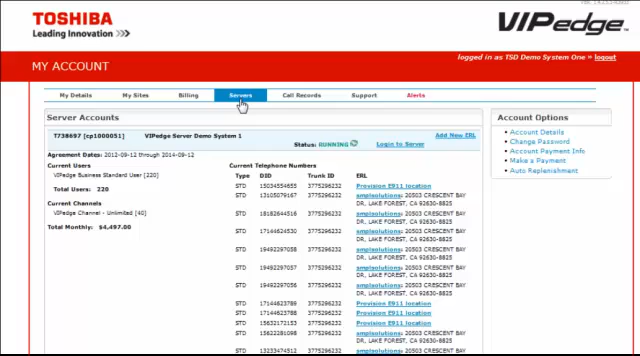 TOSHIBA
Leading Innovation >>>
VIPedge
logged in as TSD Demo System One » logout
MY ACCOUNT
My Details My Sites Billing Servers Call Records Support Alerts
Server Accounts
T738697 [cp1000051] VIPedge Server Demo System 1 Add New ERL
Status: RUNNING Login to Server
Agreement Dates: 2012-09-12 through 2014-09-12
Current Users
VIPedge Business Standard User [220]
Total Users: 220
Current Channels
VIPedge Channel - Unlimited [40]
Total Monthly: $4,497.00
Current Telephone Numbers
Type DID Trunk ID ERL
STD 15034554655 3775296232 Provision E911 location
STD 13105079167 3775296232 smplsolutions: 20503 CRESCENT BAY
DR, LAKE FOREST, CA 92630-8825
STD 18182644516 3775296232 smplsolutions: 20503 CRESCENT BAY
DR, LAKE FOREST, CA 92630-8825
STD 17144624530 3775296232 smplsolutions: 20503 CRESCENT BAY
DR, LAKE FOREST, CA 92630-8825
STD 19492297058 3775296232 smplsolutions: 20503 CRESCENT BAY
DR, LAKE FOREST, CA 92630-8825
STD 19492297057 3775296232 smplsolutions: 20503 CRESCENT BAY
DR, LAKE FOREST, CA 92630-8825
STD 19492297056 3775296232 smplsolutions: 20503 CRESCENT BAY
DR, LAKE FOREST, CA 92630-8825
STD 17144623789 3775296232 Provision E911 location
STD 17144623788 3775296232 Provision E911 location
STD 15632172153 3775296232 Provision E911 location
STD 15622281098 3775296232 smplsolutions: 20503 CRESCENT BAY
DR, LAKE FOREST, CA 92630-8825
STD 13233474512 3775296232 smplsolutions: 20503 CRESCENT BAY
Account Options
Account Details
Change Password
Account Payment Info
Make a Payment
Auto Replenishment